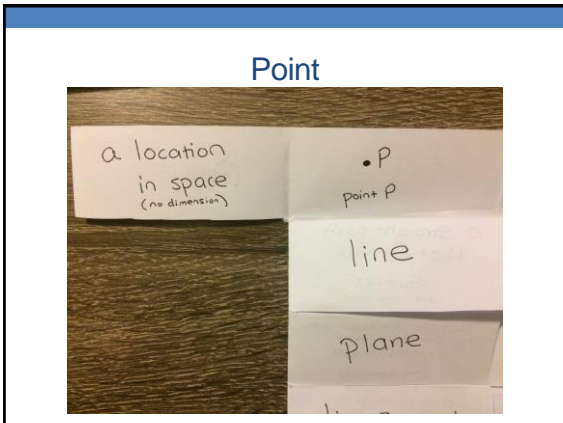 Point
a location
in space
(no dimension)
•P
point P
line
plane